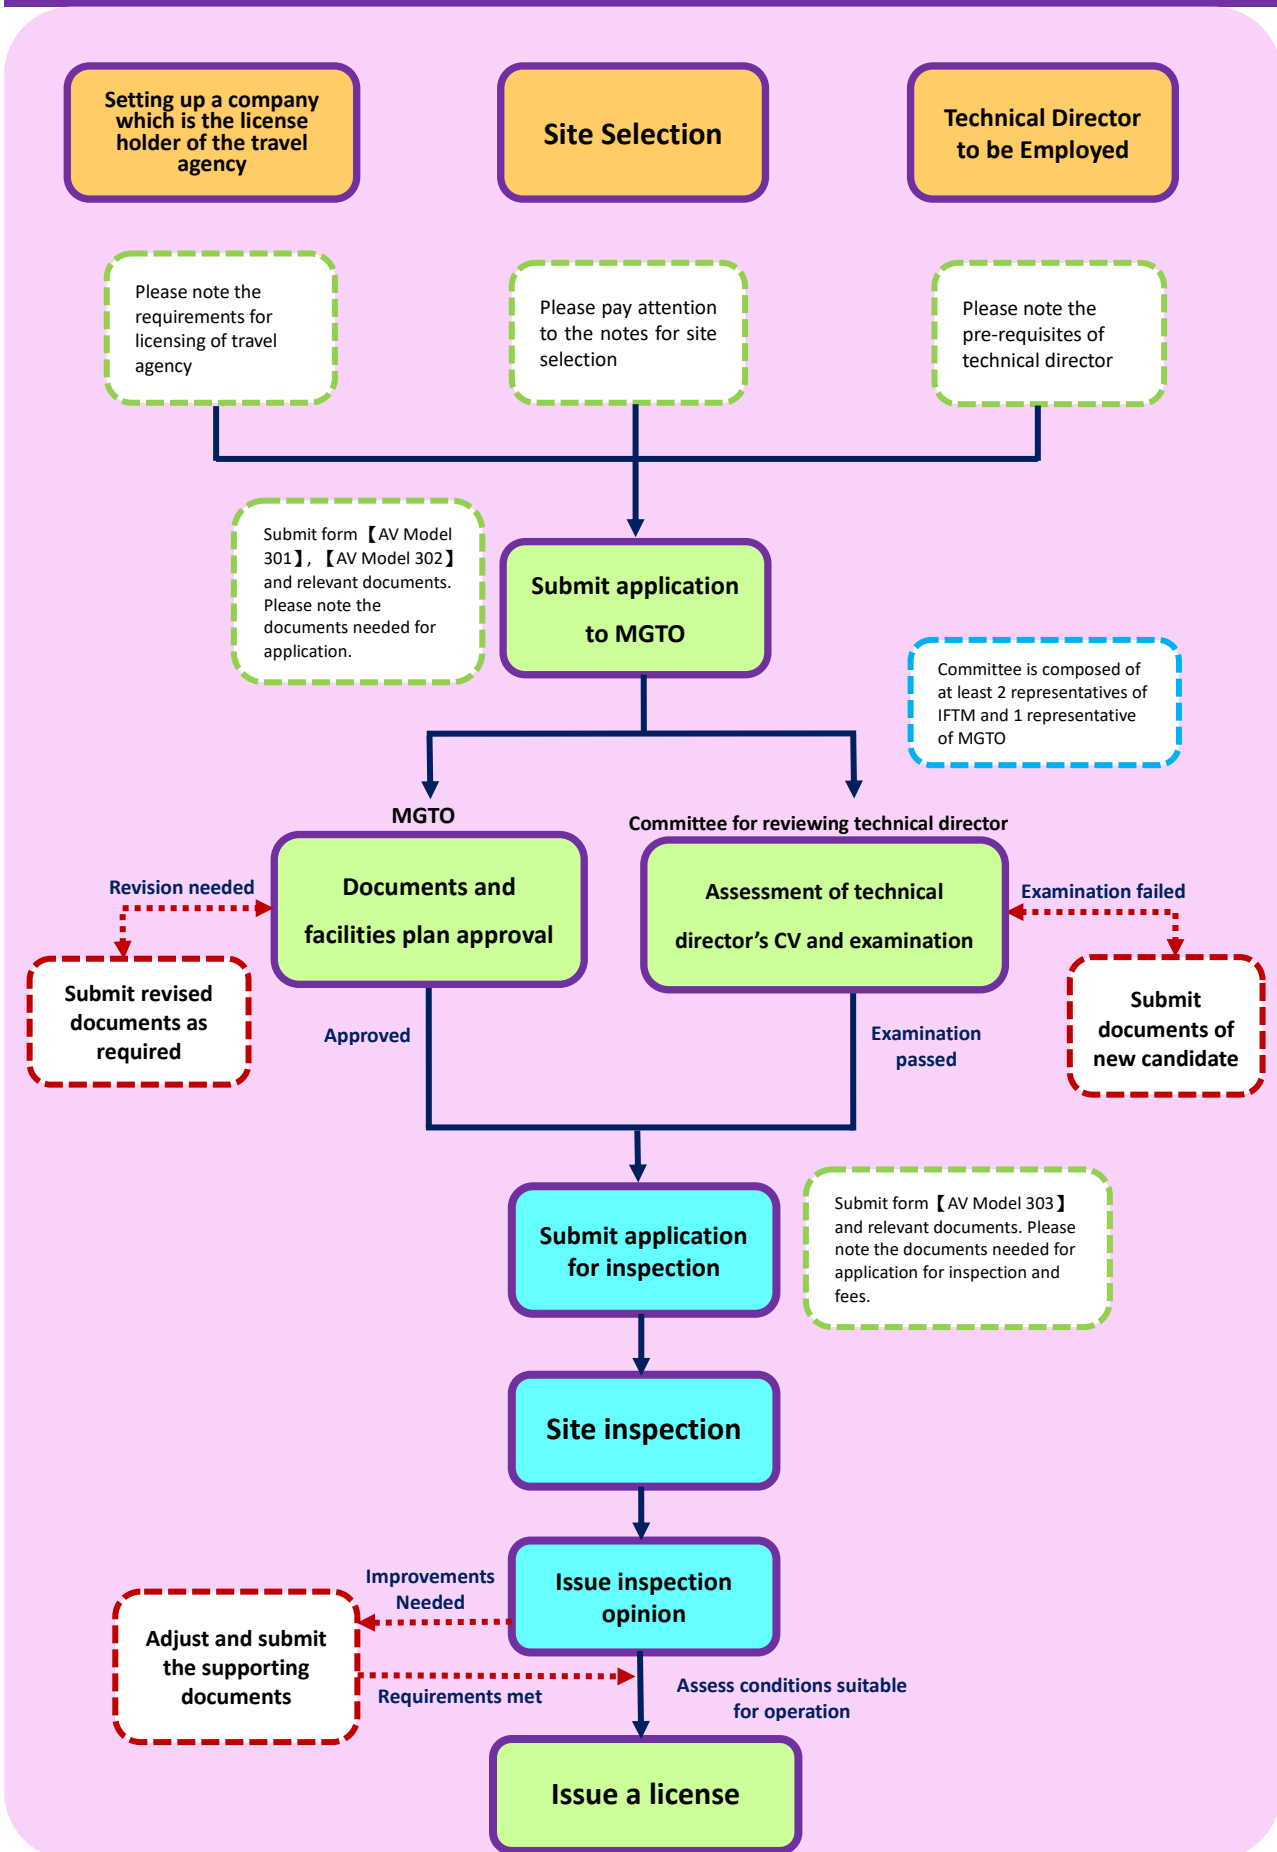 Setting up a company
which is the license
holder of the travel
agency
Site Selection
Technical Director
to be Employed
Please note the
requirements for
licensing of travel
agency
Please pay attention
to the notes for site
selection
Please note the
pre-requisites of
technical director
Submit form【AV Model
301】, 【AV Model 302】
and relevant documents.
Please note the
documents needed for
application.
Submit application
to MGTO
Committee is composed of
at least 2 representatives of
IFTM and 1 representative
of MGTO
MGTO
Committee for reviewing technical director
Revision needed
Documents and
facilities plan approval
Assessment of technical
director’s CV and examination
Examination failed
Submit revised
documents as
required
Submit
documents of
new candidate
Approved
Examination
passed
Submit application
for inspection
Submit form【AV Model 303】
and relevant documents. Please
note the documents needed for
application for inspection and
fees.
Site inspection
Issue inspection
opinion
Improvements
Needed
Adjust and submit
the supporting
documents
Requirements met
Assess conditions suitable
for operation
Issue a license